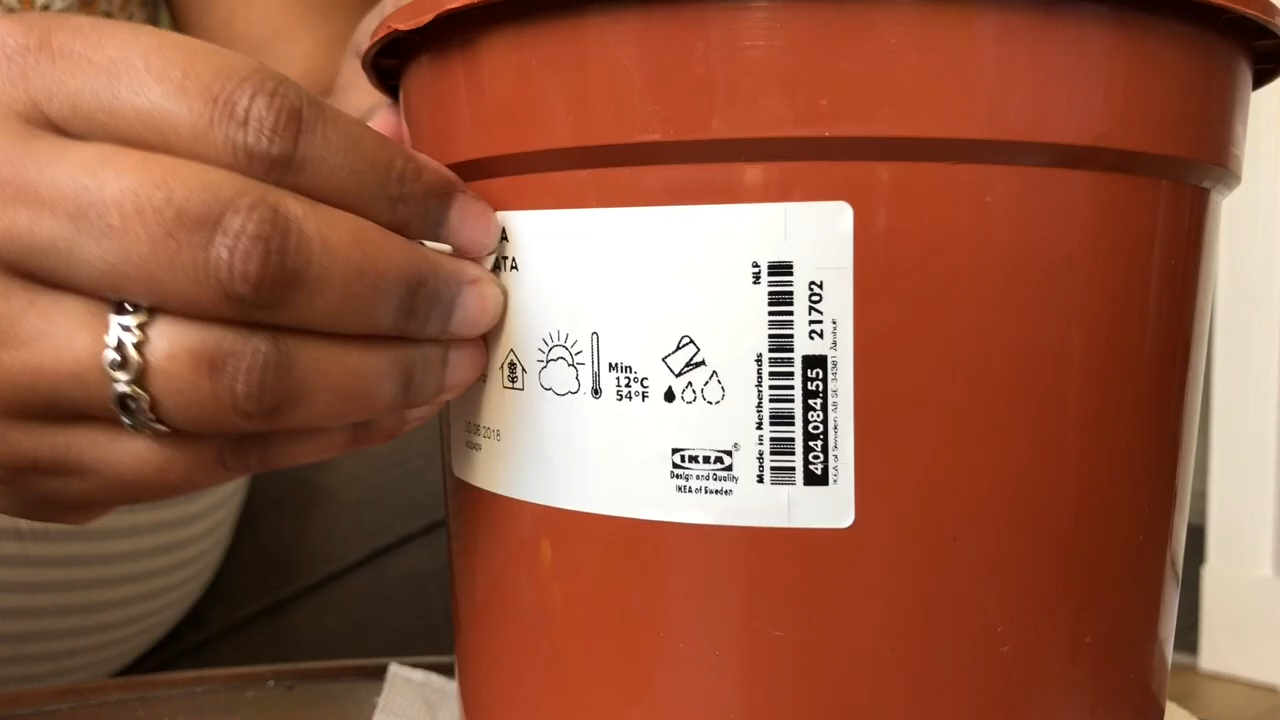 A
ATA
Min.
12°C
54°F
20 06 2018
IKEA
®
Design and Quality
IKEA of Sweden
NLP
Made in Netherlands
404.084.55 21702
IKEA of Sweden AB SE-34381 Älmhult